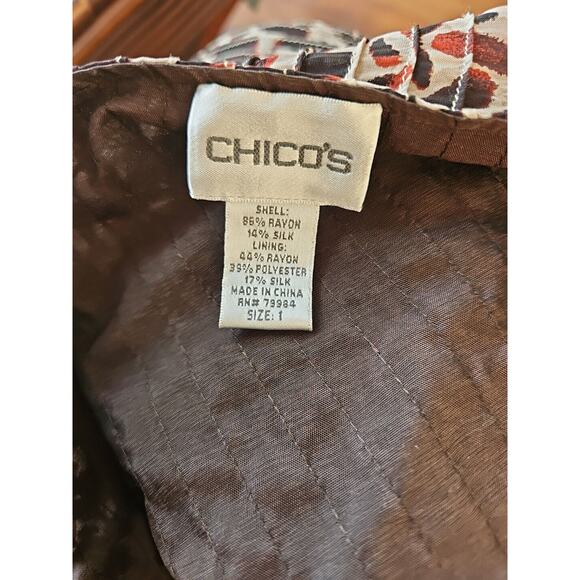 CHICO'S
SHELL:
86% RAYON
14% SILK
LINING:
44% RAYON
39% POLYESTER
17% SILK
MADE IN CHINA
RN# 79984
SIZE: 1